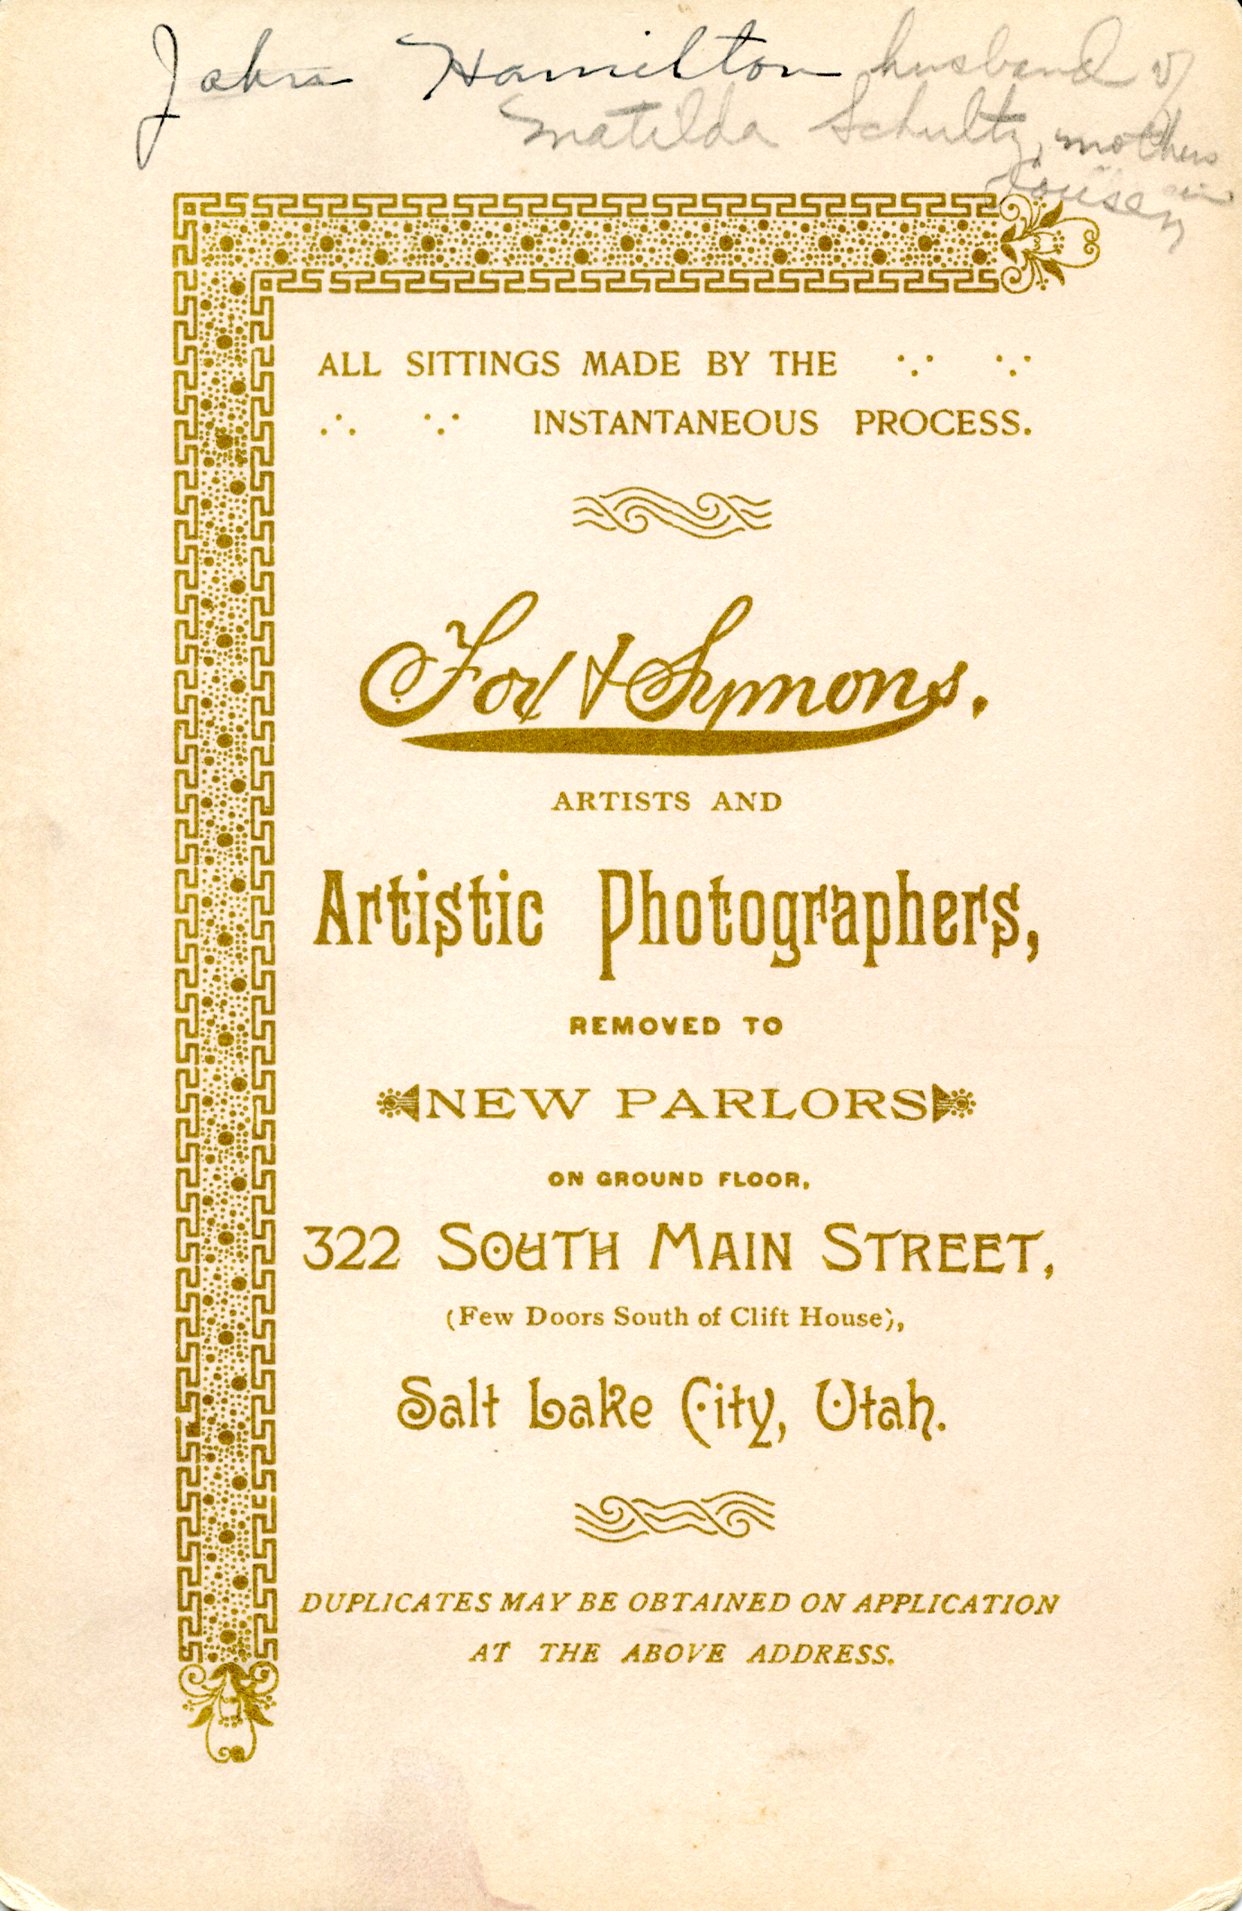 John Hamilton husband of
Matilda Schultz, mothers
cousin
ALL SITTINGS MADE BY THE
INSTANTANEOUS PROCESS.
Fox & Symons.
ARTISTS AND
Artistic Photographers,
REMOVED TO
NEW PARLORS
ON GROUND FLOOR,
322 SOUTH MAIN STREET,
(Few Doors South of Clift House),
Salt Lake City, Utah.
DUPLICATES MAY BE OBTAINED ON APPLICATION
AT THE ABOVE ADDRESS.